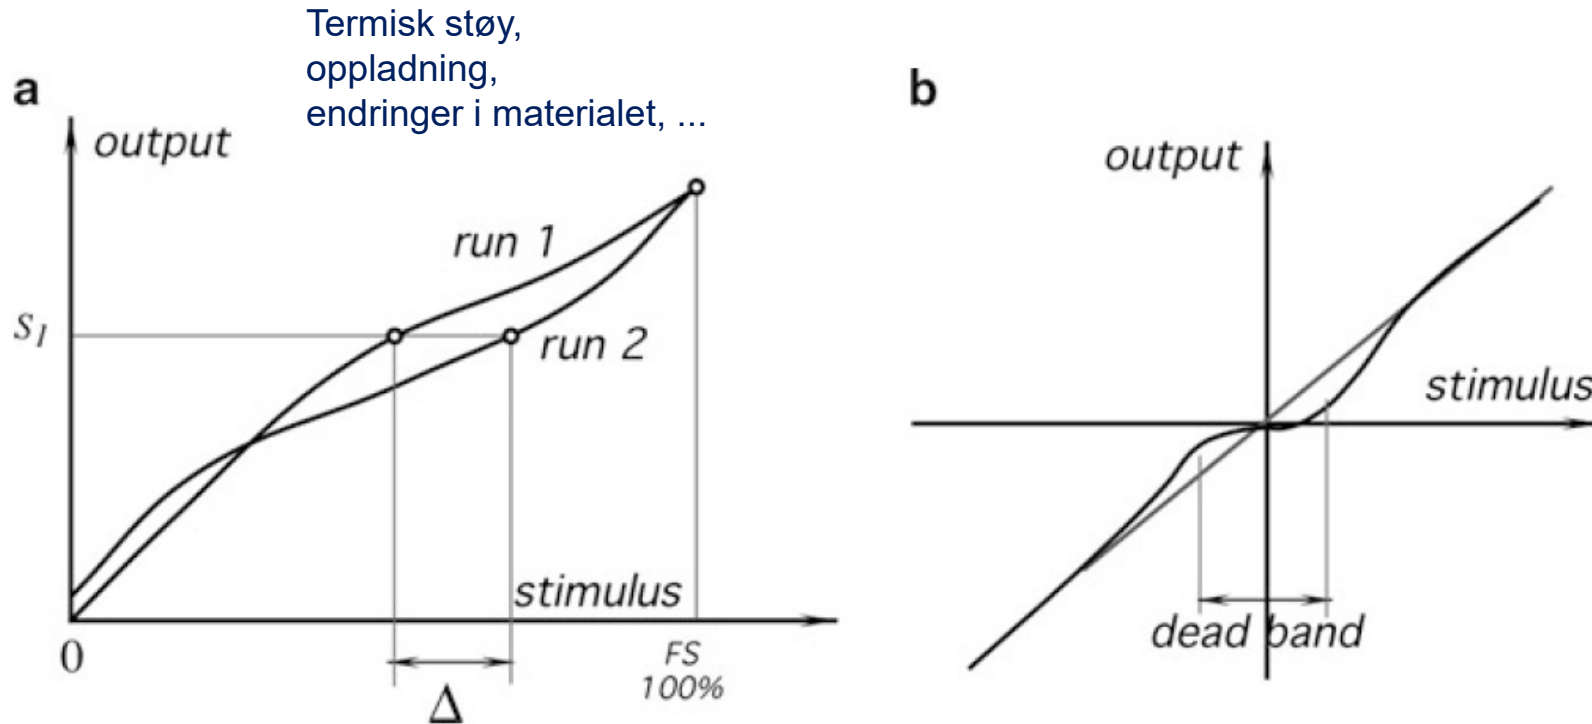 Termisk støy,
oppladning,
endringer i materialet, ...
a
output
run 1
S1
run 2
stimulus
0
FS
100%
Δ
b
output
stimulus
dead band